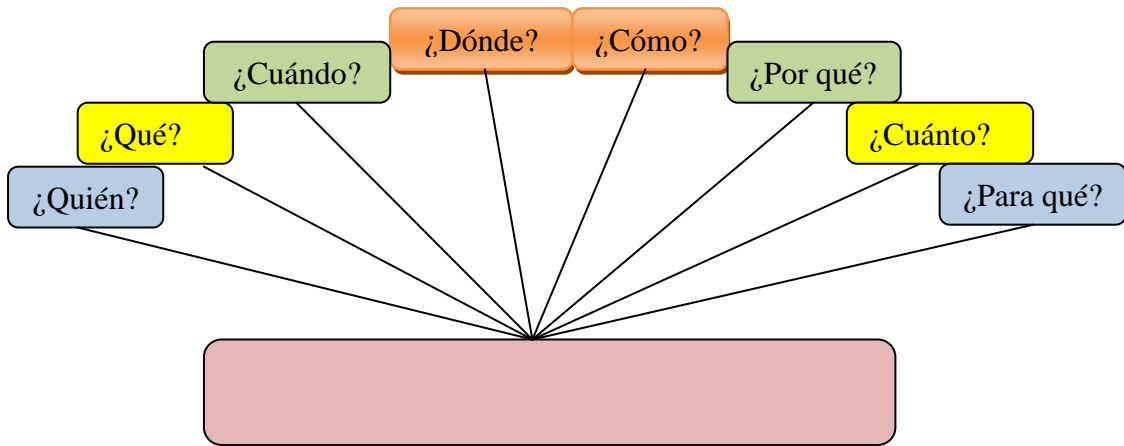 ¿Quién?
¿Qué?
¿Cuándo?
¿Dónde?
¿Cómo?
¿Por qué?
¿Cuánto?
¿Para qué?